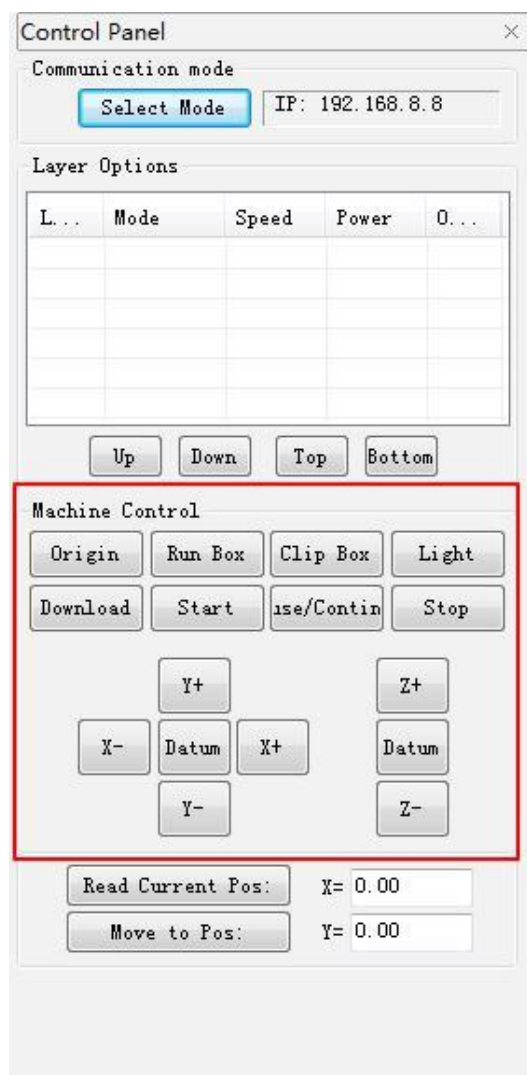 Control Panel
Communication mode
Select Mode IP: 192.168.8.8
Layer Options
L... Mode Speed Power O...
Up Down Top Bottom
Machine Control
Origin Run Box Clip Box Light
Download Start ıse/Contin Stop
Y+ Z+
X- Datum X+ Datum
Y- Z-
Read Current Pos: X= 0.00
Move to Pos: Y= 0.00